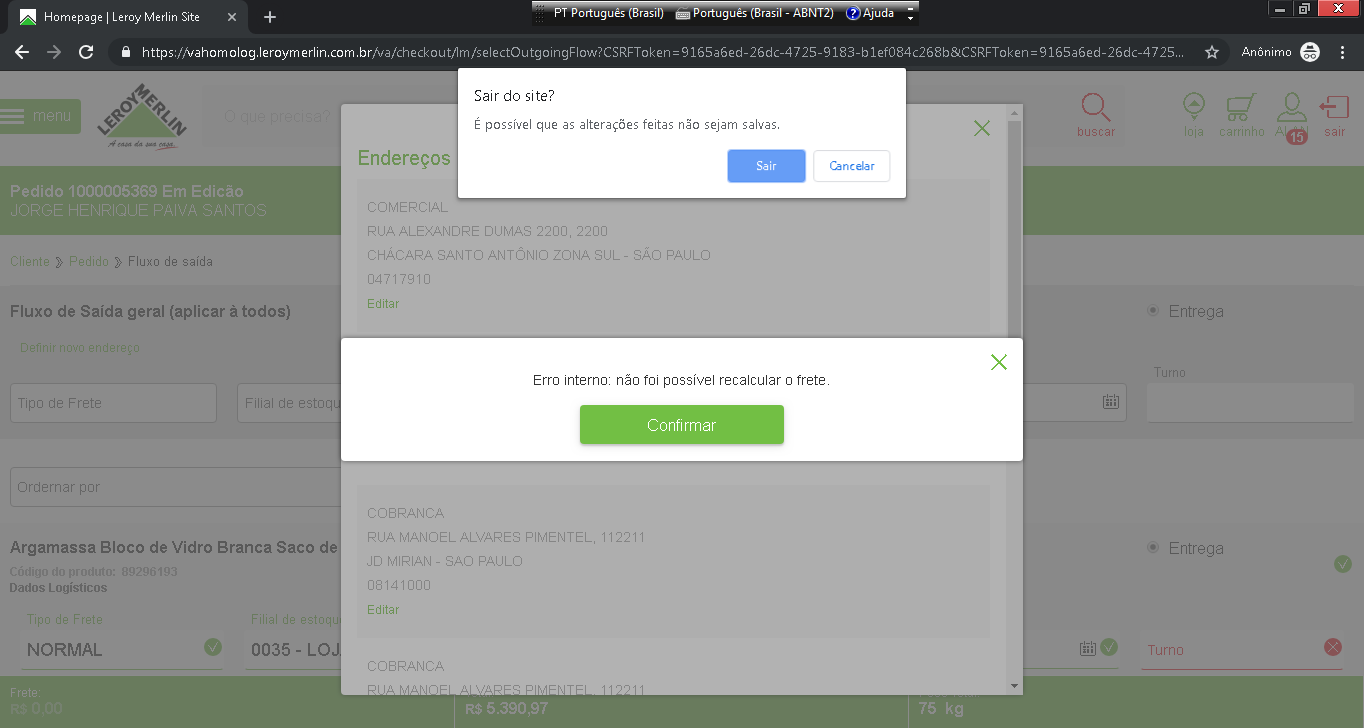 Homepage | Leroy Merlin Site
PT Português (Brasil) Português (Brasil - ABNT2) Ajuda
https://vahomolog.leroymerlin.com.br/va/checkout/lm/selectOutgoingFlow?CSRFToken=9165a6ed-26dc-4725-9183-b1ef084c268b&CSRFToken=9165a6ed-26dc-4725...
Anônimo
Sair do site?
É possível que as alterações feitas não sejam salvas.
Sair Cancelar
menu
LEROY MERLIN
A casa da sua casa.
O que precisa?
buscar
loja
carrinho
15
sair
Endereços
Pedido 1000005369 Em Edicão
JORGE HENRIQUE PAIVA SANTOS
COMERCIAL
RUA ALEXANDRE DUMAS 2200, 2200
CHÁCARA SANTO ANTÔNIO ZONA SUL - SÃO PAULO
04717910
Editar
Cliente ❯ Pedido ❯ Fluxo de saída
Fluxo de Saída geral (aplicar à todos)
Entrega
Definir novo endereço
Turno
Tipo de Frete
Filial de estoqu
Erro interno: não foi possível recalcular o frete.
Confirmar
Ordernar por
COBRANCA
RUA MANOEL ALVARES PIMENTEL, 112211
JD MIRIAN - SAO PAULO
08141000
Editar
Argamassa Bloco de Vidro Branca Saco de
Entrega
Código do produto: 89296193
Dados Logísticos
Tipo de Frete
NORMAL
Filial de estoqu
0035 - LOJ
Turno
COBRANCA
RUA MANOEL ALVARES PIMENTEL, 112211
Frete:
R$ 0,00
R$ 5.390,97
75 kg